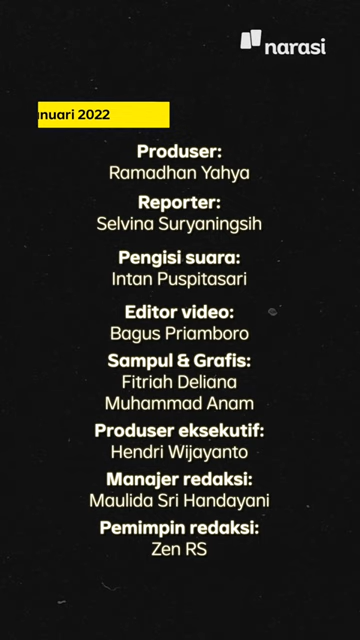 narasi
2022
Produser:
Ramadhan Yahya
Reporter:
Selvina Suryaningsih
Pengisi suara:
Intan Puspitasari
Editor video:
Bagus Priamboro
Sampul & Grafis:
Fitriah Deliana
Muhammad Anam
Produser eksekutif:
Hendri Wijayanto
Manajer redaksi:
Maulida Sri Handayani
Pemimpin redaksi:
Zen RS